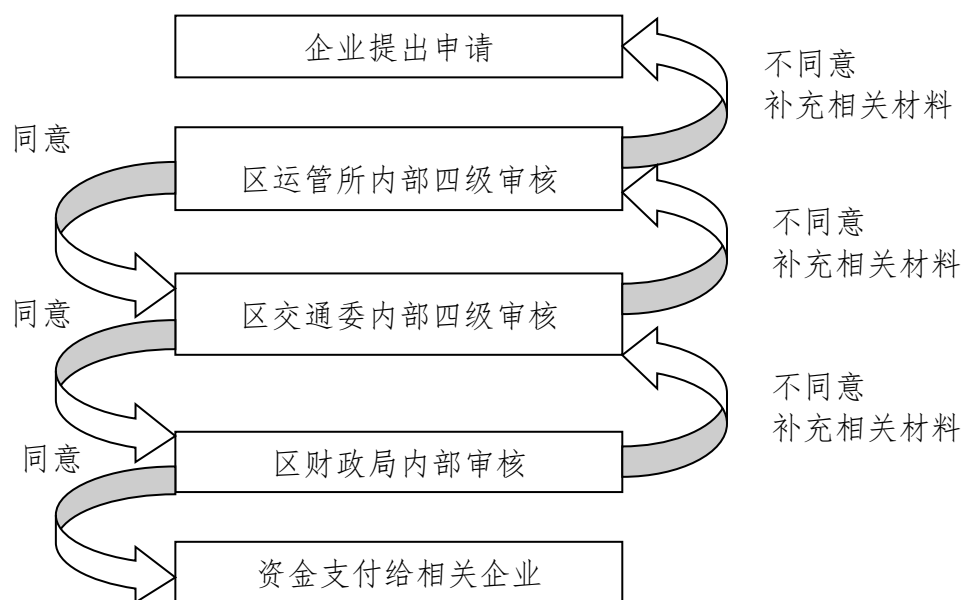 企业提出申请
不同意
补充相关材料
同意
区运管所内部四级审核
不同意
补充相关材料
同意
区交通委内部四级审核
不同意
补充相关材料
同意
区财政局内部审核
资金支付给相关企业